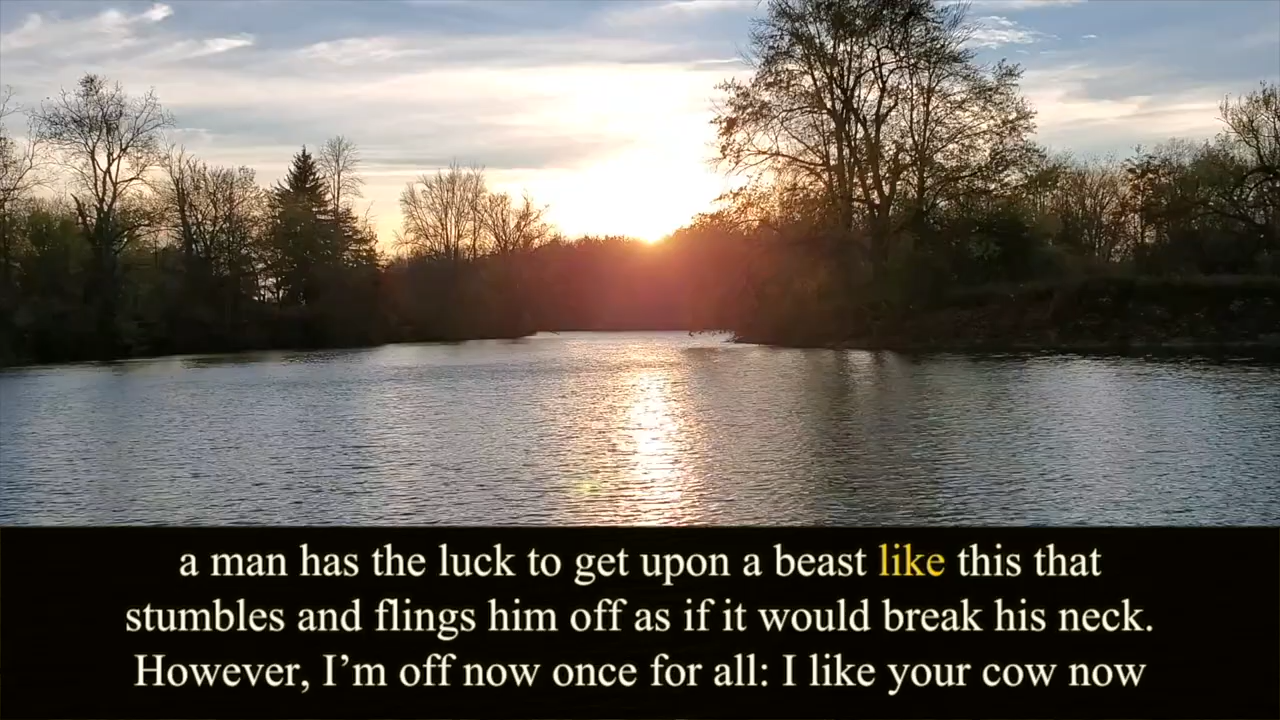 a man has the luck to get upon a beast like this that
stumbles and flings him off as if it would break his neck.
However, I’m off now once for all: I like your cow now